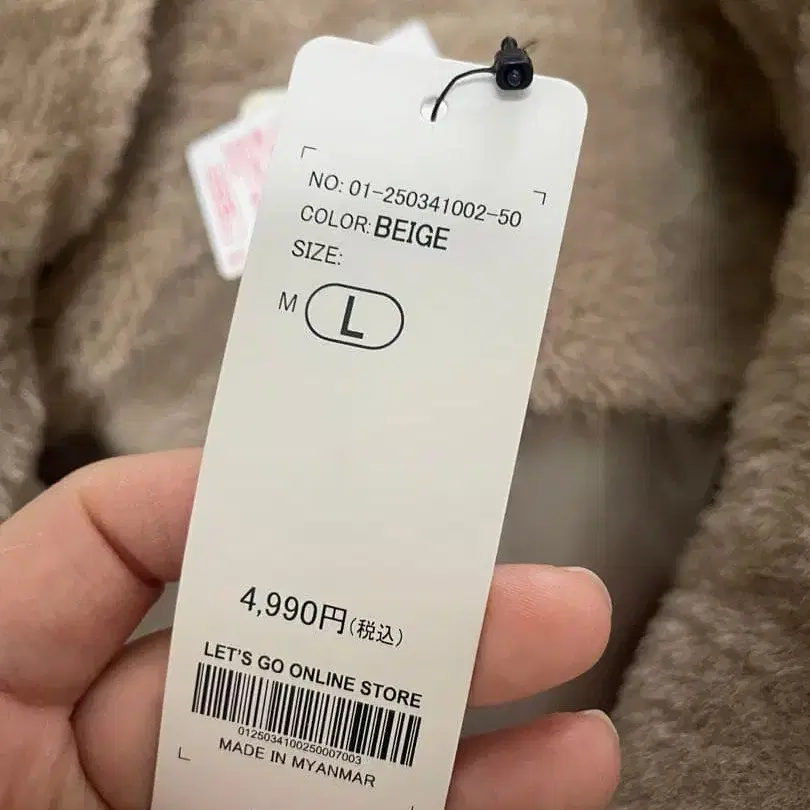 NO: 01-250341002-50
COLOR: BEIGE
SIZE:
M L
4,990円(税込)
LET'S GO ONLINE STORE
0125034100250007003
MADE IN MYANMAR